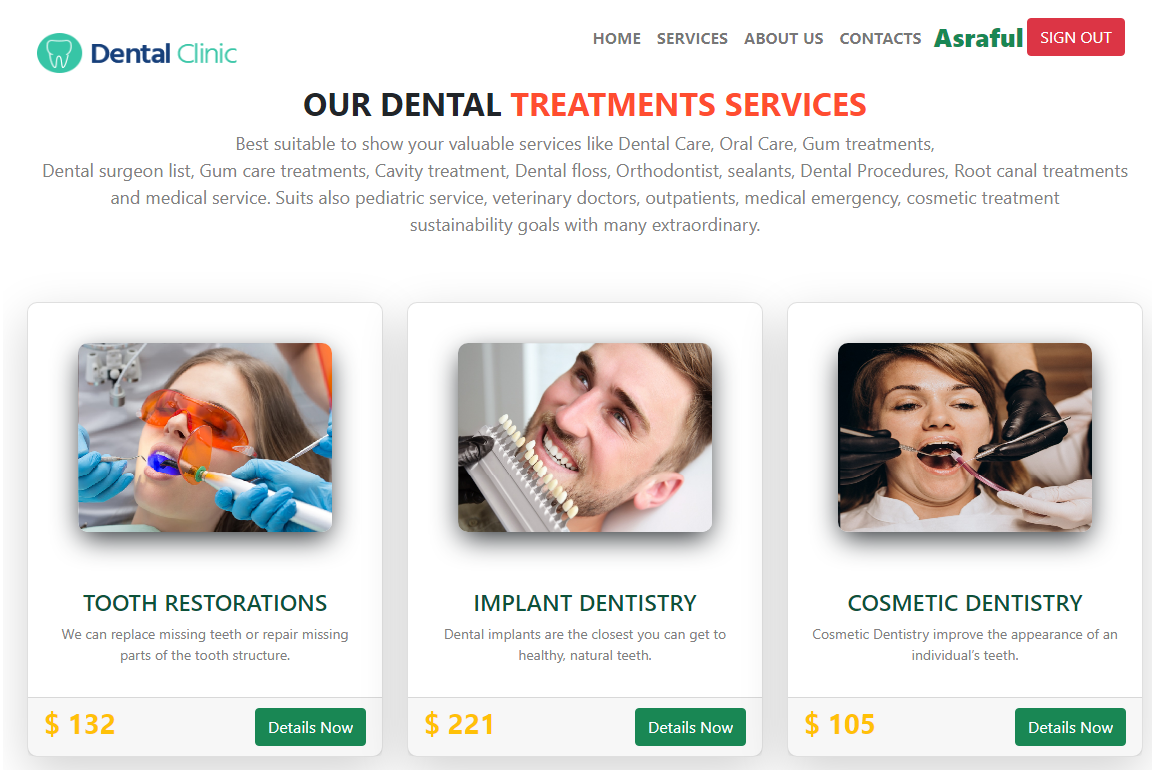 Dental Clinic
HOME SERVICES ABOUT US CONTACTS Asraful SIGN OUT
OUR DENTAL TREATMENTS SERVICES
Best suitable to show your valuable services like Dental Care, Oral Care, Gum treatments,
Dental surgeon list, Gum care treatments, Cavity treatment, Dental floss, Orthodontist, sealants, Dental Procedures, Root canal treatments
and medical service. Suits also pediatric service, veterinary doctors, outpatients, medical emergency, cosmetic treatment
sustainability goals with many extraordinary.
TOOTH RESTORATIONS
We can replace missing teeth or repair missing
parts of the tooth structure.
$ 132
Details Now
IMPLANT DENTISTRY
Dental implants are the closest you can get to
healthy, natural teeth.
$ 221
Details Now
COSMETIC DENTISTRY
Cosmetic Dentistry improve the appearance of an
individual's teeth.
$ 105
Details Now